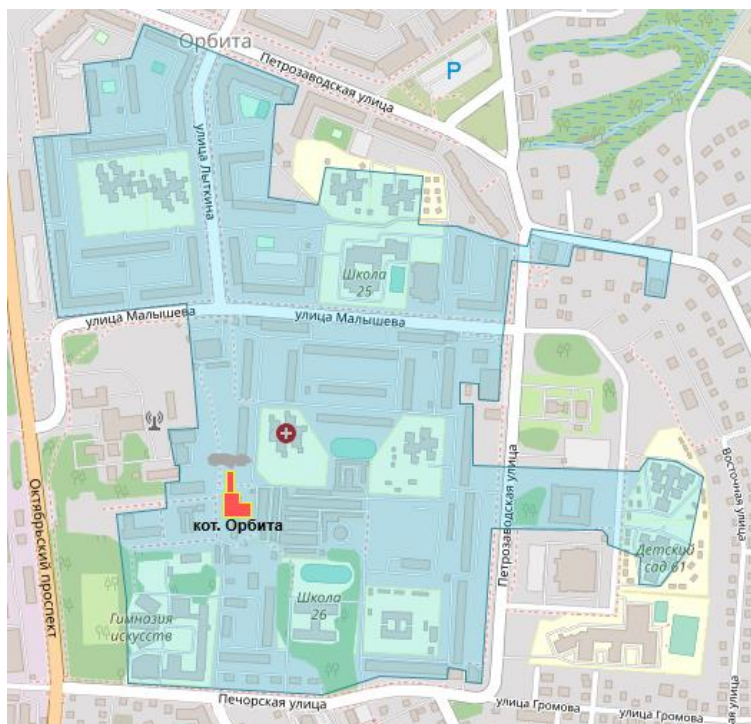 Орбита
Петрозаводская улица
P
улица Лыткина
Школа
25
улица Малышева
улица Малышева
Октябрьский проспект
кот. Орбита
Петрозаводская улица
Восточная улица
Детский
сад 61
Школа
26
Гимназия
искусств
Печорская улица
улица Громова
улица Громова